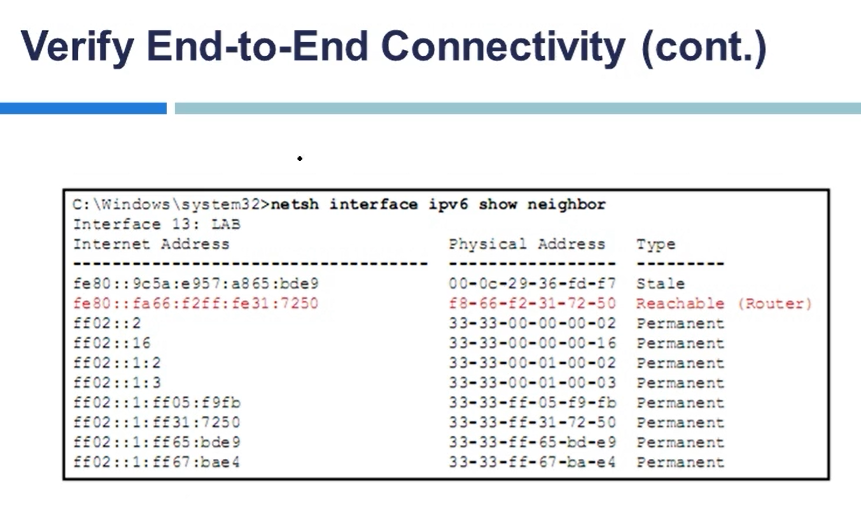 Verify End-to-End Connectivity (cont.)
C:\Windows\system32>netsh interface ipv6 show neighbor
Interface 13: LAB
Internet Address Physical Address Type
------------------------------------ ----------------- ---------
fe80::9c5a:e957:a865:bde9 00-0c-29-36-fd-f7 Stale
fe80::fa66:f2ff:fe31:7250 f8-66-f2-31-72-50 Reachable (Router)
ff02::2 33-33-00-00-00-02 Permanent
ff02::16 33-33-00-00-00-16 Permanent
ff02::1:2 33-33-00-01-00-02 Permanent
ff02::1:3 33-33-00-01-00-03 Permanent
ff02::1:ff05:f9fb 33-33-ff-05-f9-fb Permanent
ff02::1:ff31:7250 33-33-ff-31-72-50 Permanent
ff02::1:ff65:bde9 33-33-ff-65-bd-e9 Permanent
ff02::1:ff67:bae4 33-33-ff-67-ba-e4 Permanent